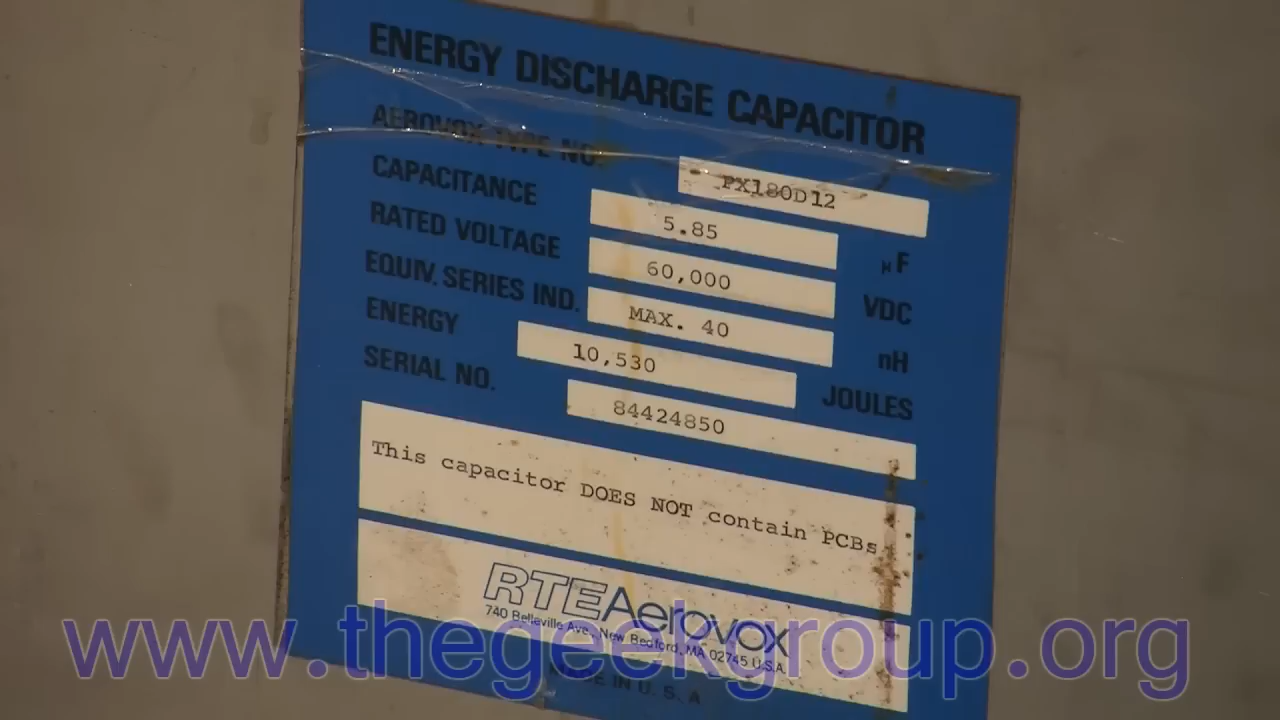 ENERGY DISCHARGE CAPACITOR
AEROVOX TYPE NO. PX180D12
CAPACITANCE 5.85 µF
RATED VOLTAGE 60,000 VDC
EQUIV. SERIES IND. MAX. 40 nH
ENERGY 10,530 JOULES
SERIAL NO. 84424850
This capacitor DOES NOT contain PCBs
RTE Aerovox
740 Belleville Ave., New Bedford, MA 02745 U.S.A.
MADE IN U.S.A
www.thegeekgroup.org